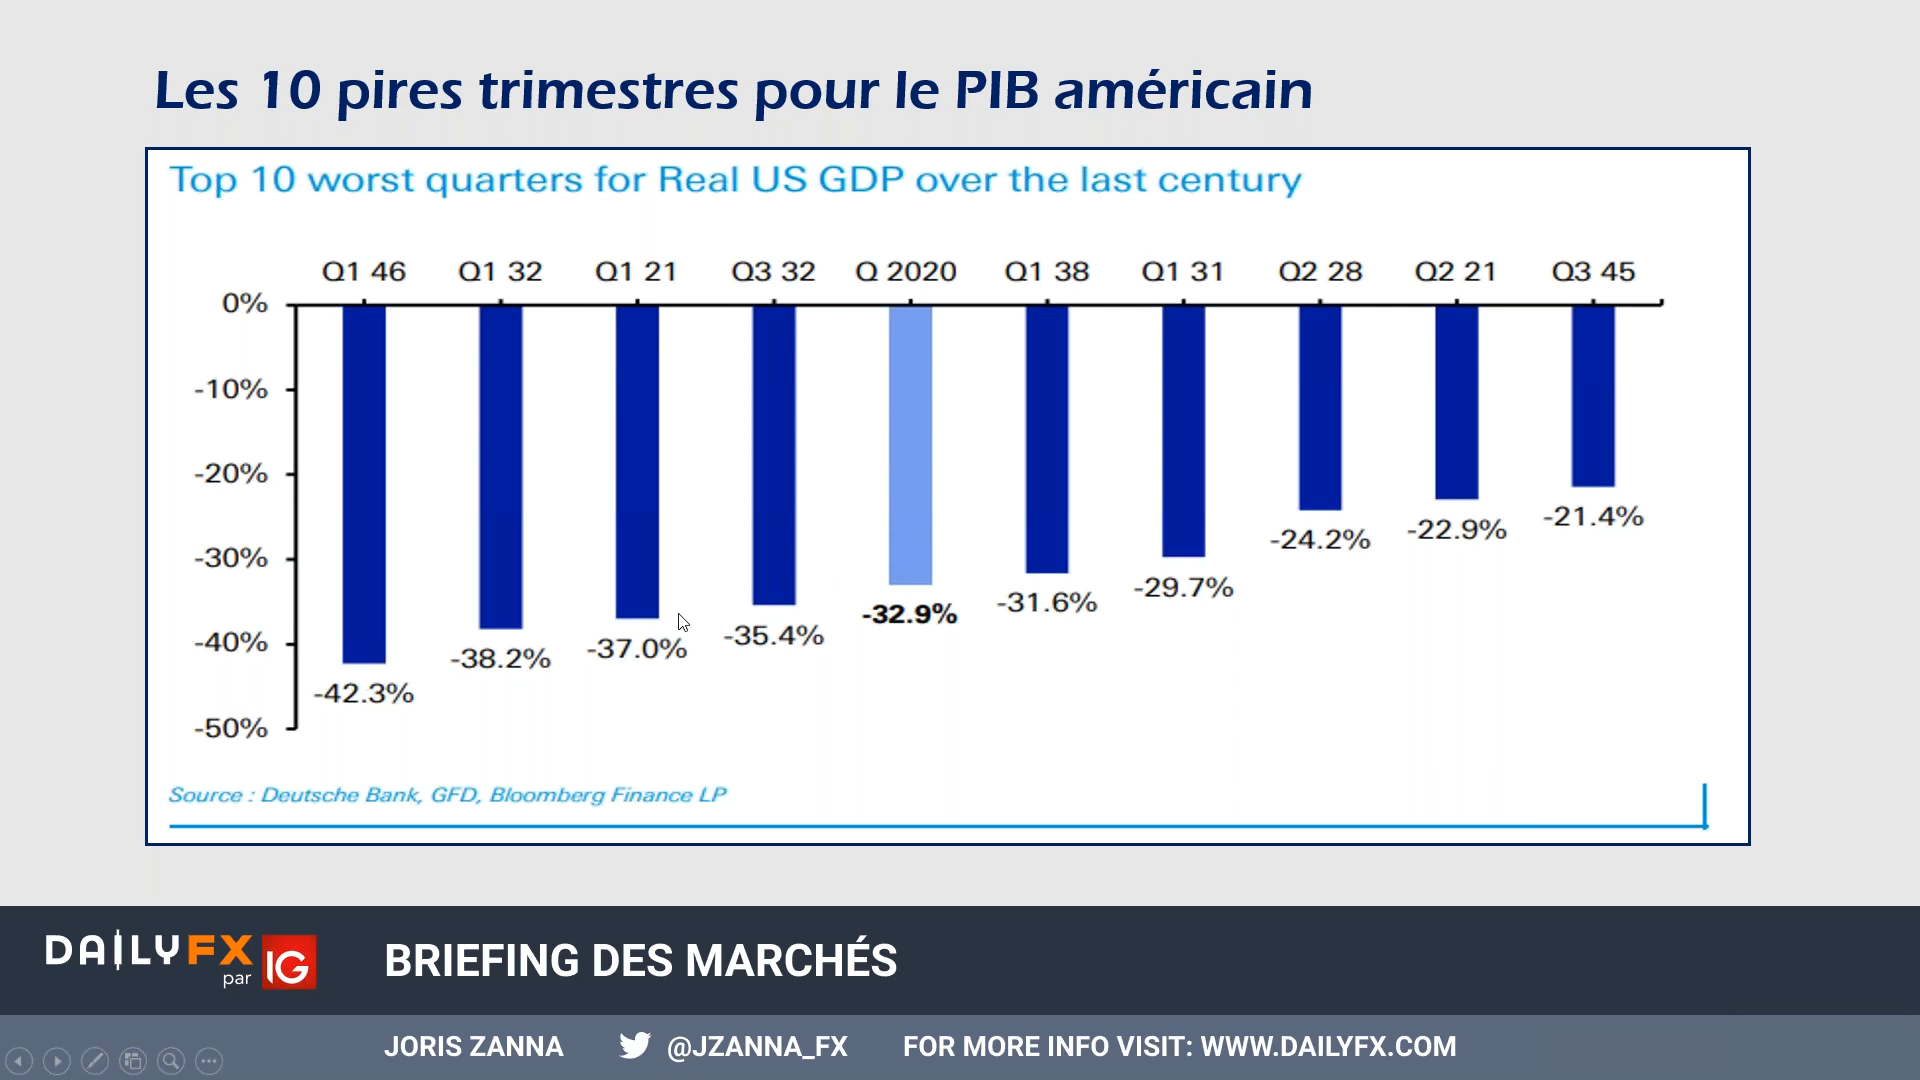 Les 10 pires trimestres pour le PIB américain
Top 10 worst quarters for Real US GDP over the last century
Q1 46 Q1 32 Q1 21 Q3 32 Q 2020 Q1 38 Q1 31 Q2 28 Q2 21 Q3 45
0%
-10%
-20%
-30%
-40%
-50%
-42.3%
-38.2%
-37.0%
-35.4%
-32.9%
-31.6%
-29.7%
-24.2%
-22.9%
-21.4%
Source : Deutsche Bank, GFD, Bloomberg Finance LP
DAILYFX
par IG
BRIEFING DES MARCHÉS
JORIS ZANNA @JZANNA_FX FOR MORE INFO VISIT: WWW.DAILYFX.COM